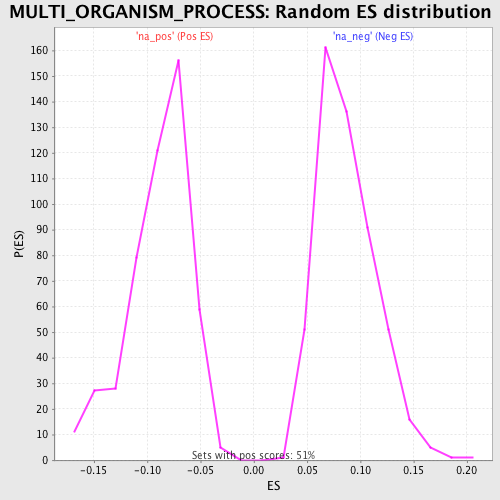 MULTI_ORGANISM_PROCESS: Random ES distribution
'na_pos' (Pos ES) 'na_neg' (Neg ES)
160
150
140
130
120
110
100
90
80
70
60
50
40
30
20
10
0
P(ES)
Sets with pos scores: 51%
-0.15 -0.10 -0.05 0.00 0.05 0.10 0.15 0.20
ES